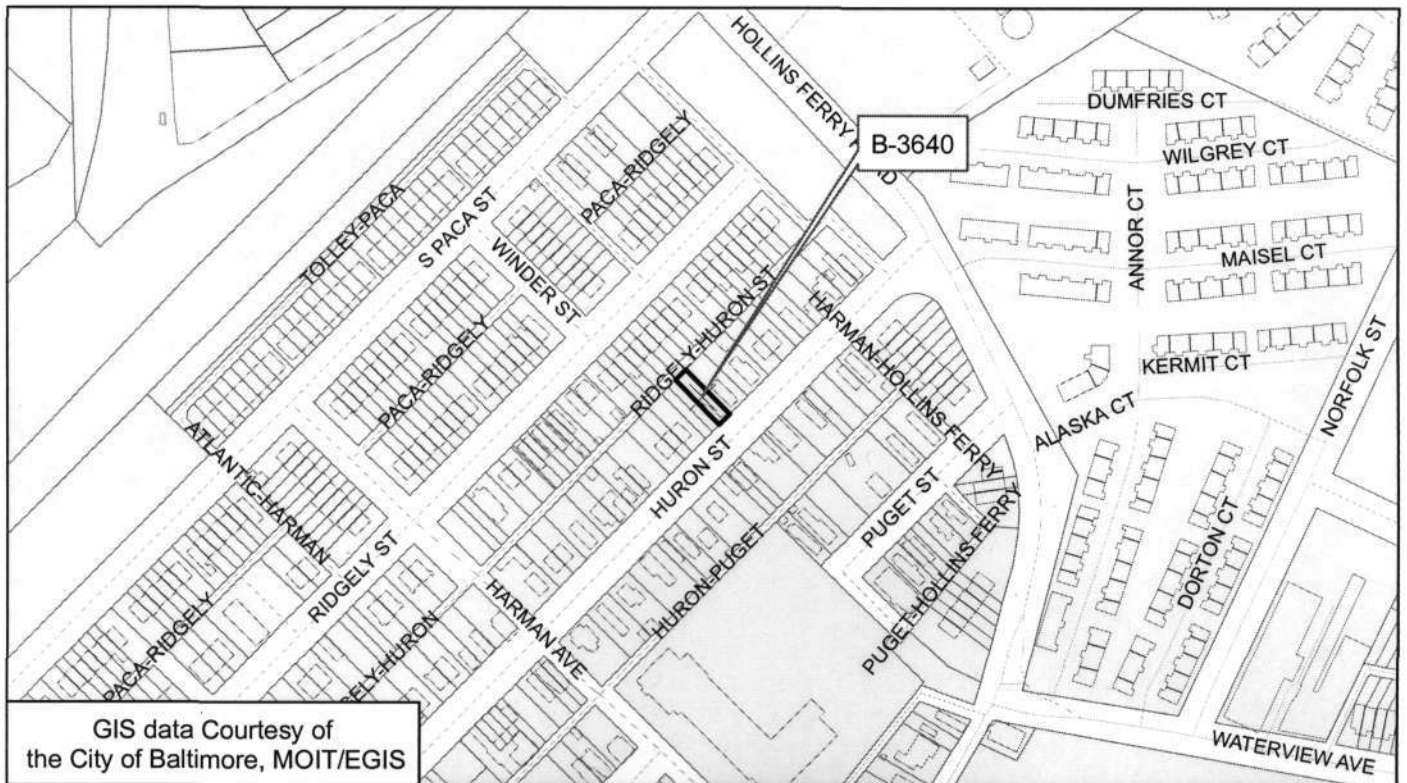 HOLLINS FERRY
B-3640
DUMFRIES CT
WILGREY CT
ANNOR CT
MAISEL CT
KERMIT CT
NORFOLK ST
ALASKA CT
DORTON CT
WATERVIEW AVE
TOLLEY-PACA
S PACA ST
PACA-RIDGELY
WINDER ST
PACA-RIDGELY
RIDGELY-HURON ST
HARMAN-HOLLINS FERRY
HURON ST
ATLANTIC-HARMAN
RIDGELY ST
HARMAN AVE
HURON-PUGET
PUGET ST
PUGET-HOLLINS FERRY
PACA-RIDGELY
GELY-HURON
GIS data Courtesy of
the City of Baltimore, MOIT/EGIS